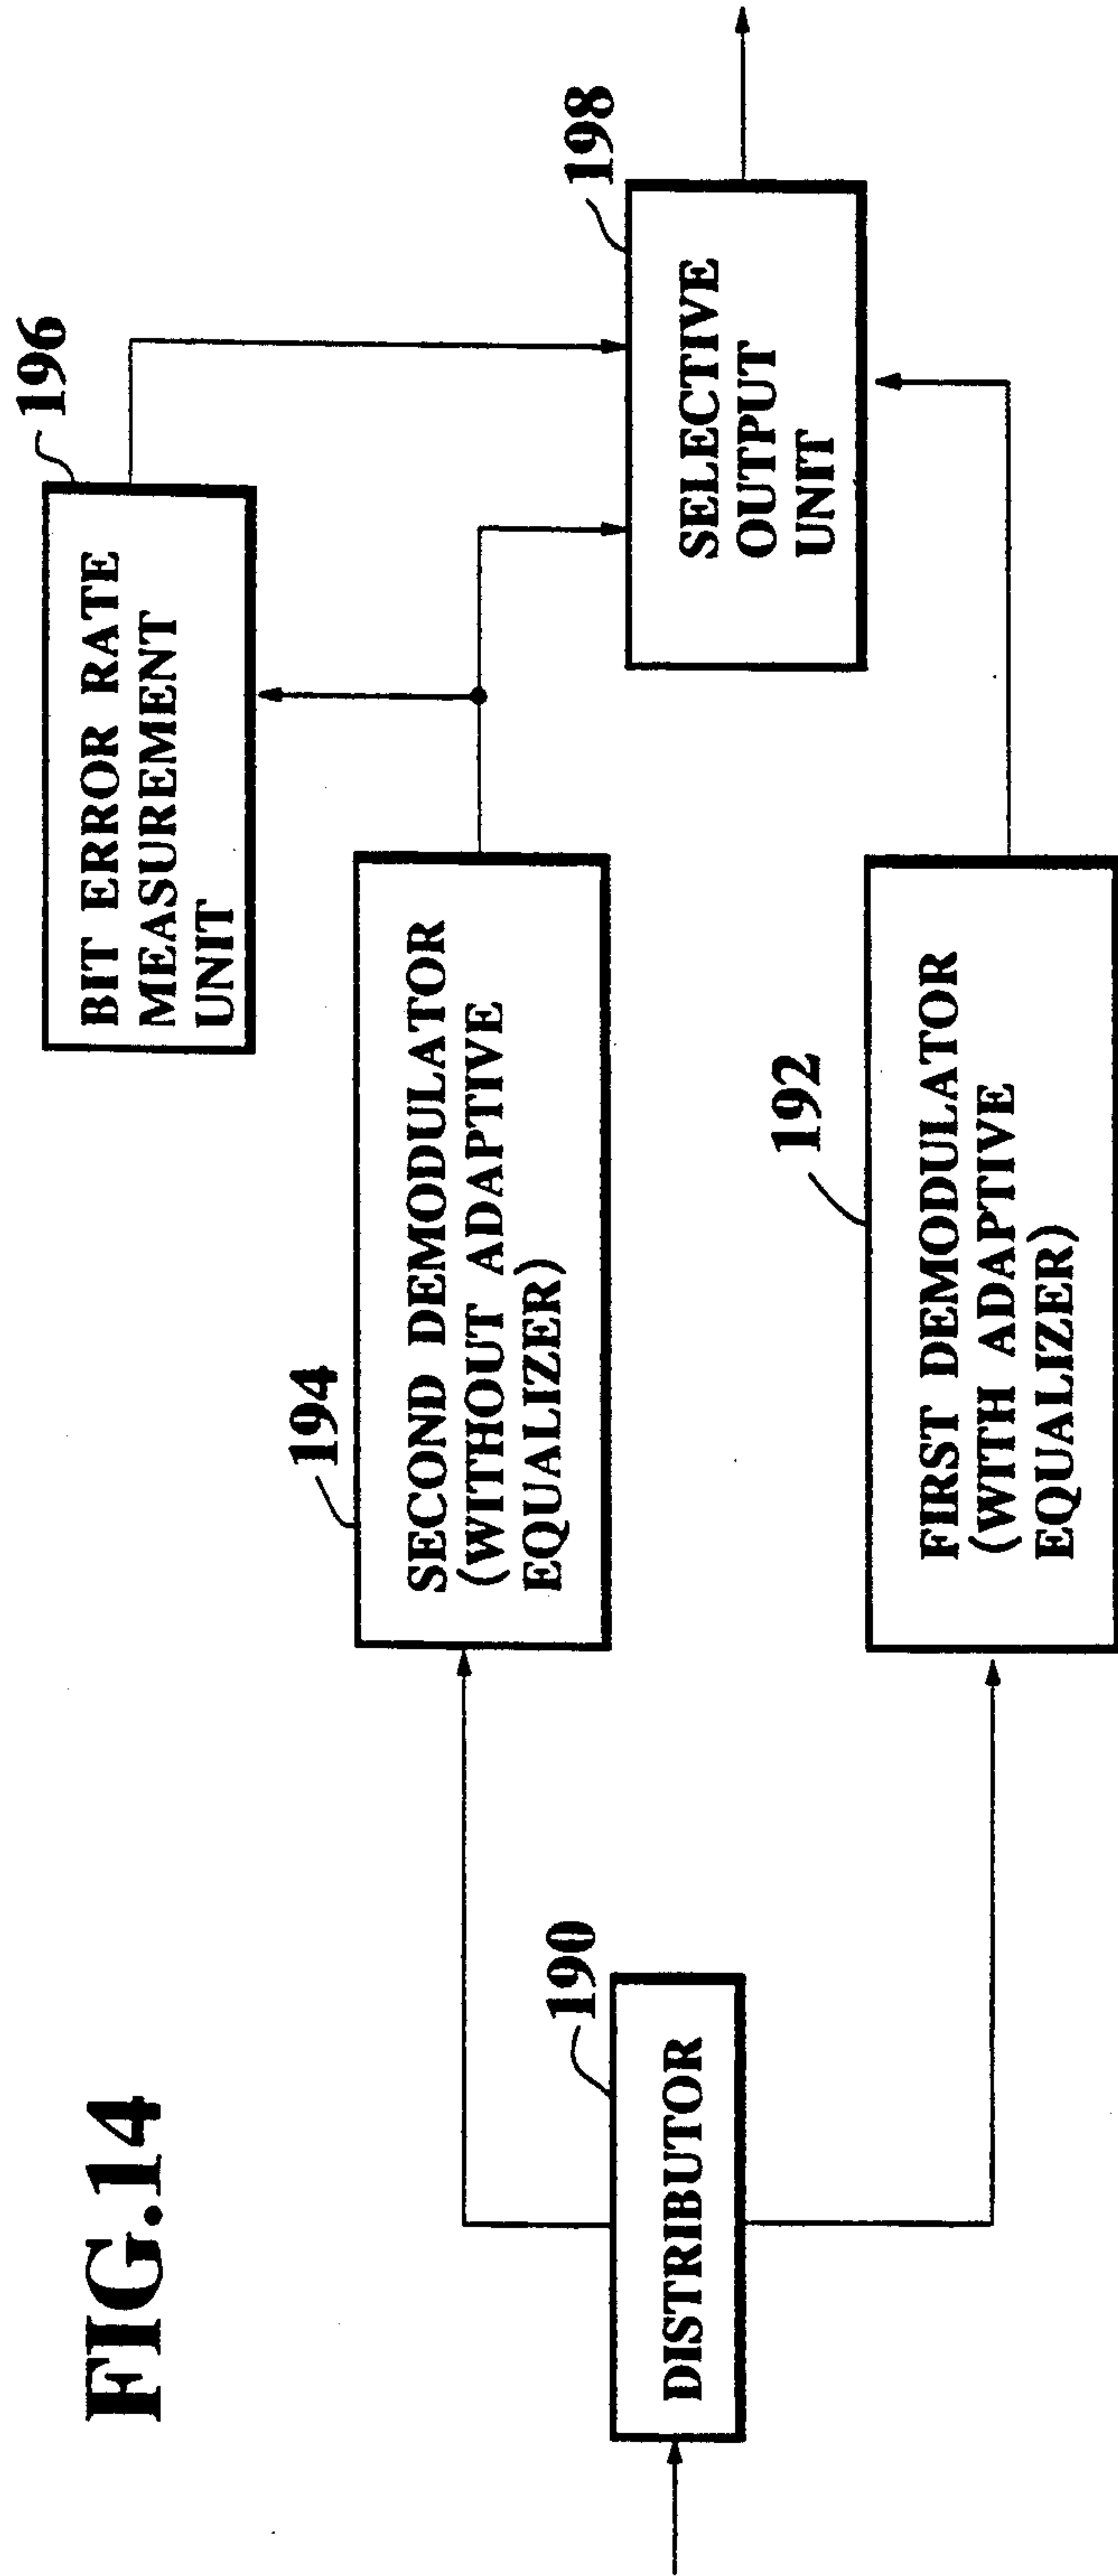 FIG.14
196
BIT ERROR RATE
MEASUREMENT
UNIT
194
SECOND DEMODULATOR
(WITHOUT ADAPTIVE
EQUALIZER)
198
SELECTIVE
OUTPUT
UNIT
190
DISTRIBUTOR
192
FIRST DEMODULATOR
(WITH ADAPTIVE
EQUALIZER)